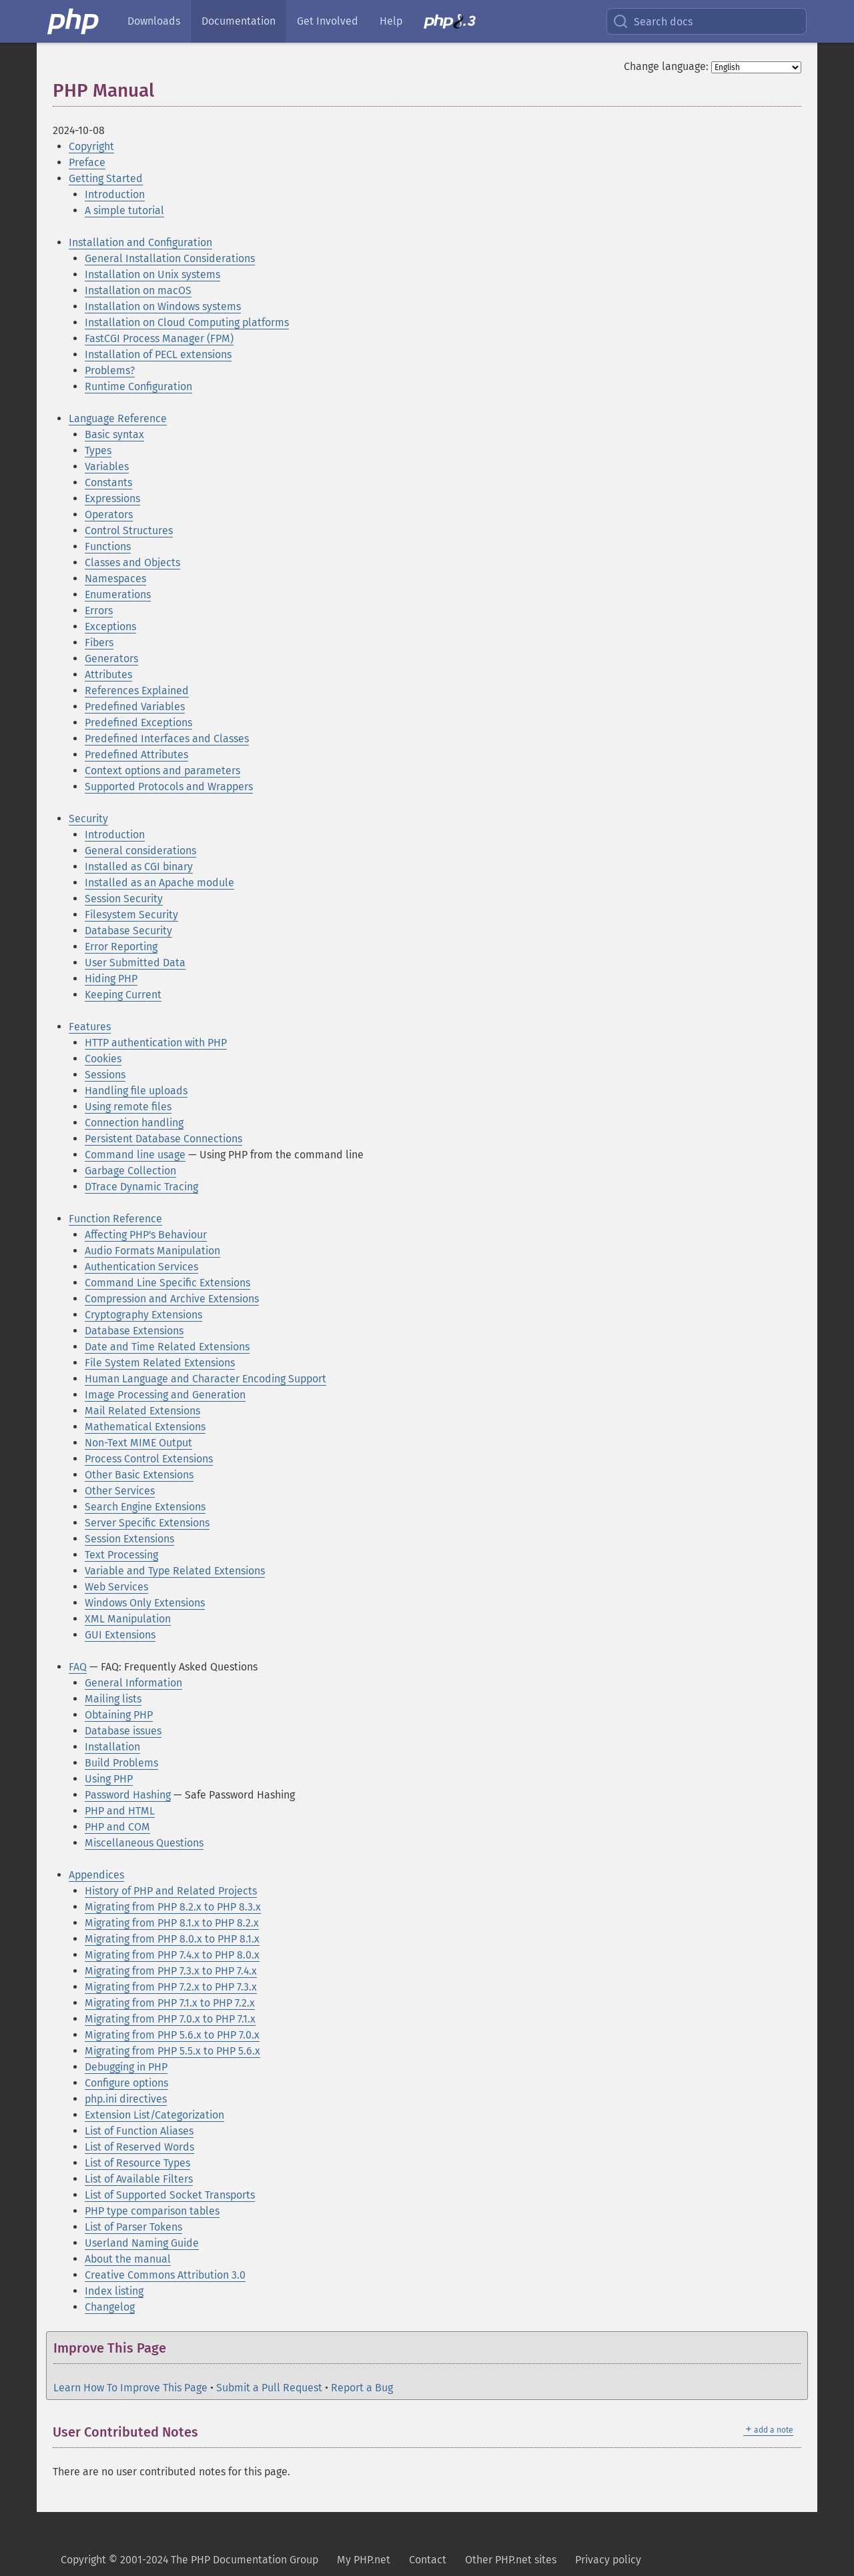 php
Downloads
Documentation
Get Involved
Help
php8.3
Search docs
Change language: English
PHP Manual
2024-10-08
Copyright
Preface
Getting Started
Introduction
A simple tutorial
Installation and Configuration
General Installation Considerations
Installation on Unix systems
Installation on macOS
Installation on Windows systems
Installation on Cloud Computing platforms
FastCGI Process Manager (FPM)
Installation of PECL extensions
Problems?
Runtime Configuration
Language Reference
Basic syntax
Types
Variables
Constants
Expressions
Operators
Control Structures
Functions
Classes and Objects
Namespaces
Enumerations
Errors
Exceptions
Fibers
Generators
Attributes
References Explained
Predefined Variables
Predefined Exceptions
Predefined Interfaces and Classes
Predefined Attributes
Context options and parameters
Supported Protocols and Wrappers
Security
Introduction
General considerations
Installed as CGI binary
Installed as an Apache module
Session Security
Filesystem Security
Database Security
Error Reporting
User Submitted Data
Hiding PHP
Keeping Current
Features
HTTP authentication with PHP
Cookies
Sessions
Handling file uploads
Using remote files
Connection handling
Persistent Database Connections
Command line usage — Using PHP from the command line
Garbage Collection
DTrace Dynamic Tracing
Function Reference
Affecting PHP's Behaviour
Audio Formats Manipulation
Authentication Services
Command Line Specific Extensions
Compression and Archive Extensions
Cryptography Extensions
Database Extensions
Date and Time Related Extensions
File System Related Extensions
Human Language and Character Encoding Support
Image Processing and Generation
Mail Related Extensions
Mathematical Extensions
Non-Text MIME Output
Process Control Extensions
Other Basic Extensions
Other Services
Search Engine Extensions
Server Specific Extensions
Session Extensions
Text Processing
Variable and Type Related Extensions
Web Services
Windows Only Extensions
XML Manipulation
GUI Extensions
FAQ — FAQ: Frequently Asked Questions
General Information
Mailing lists
Obtaining PHP
Database issues
Installation
Build Problems
Using PHP
Password Hashing — Safe Password Hashing
PHP and HTML
PHP and COM
Miscellaneous Questions
Appendices
History of PHP and Related Projects
Migrating from PHP 8.2.x to PHP 8.3.x
Migrating from PHP 8.1.x to PHP 8.2.x
Migrating from PHP 8.0.x to PHP 8.1.x
Migrating from PHP 7.4.x to PHP 8.0.x
Migrating from PHP 7.3.x to PHP 7.4.x
Migrating from PHP 7.2.x to PHP 7.3.x
Migrating from PHP 7.1.x to PHP 7.2.x
Migrating from PHP 7.0.x to PHP 7.1.x
Migrating from PHP 5.6.x to PHP 7.0.x
Migrating from PHP 5.5.x to PHP 5.6.x
Debugging in PHP
Configure options
php.ini directives
Extension List/Categorization
List of Function Aliases
List of Reserved Words
List of Resource Types
List of Available Filters
List of Supported Socket Transports
PHP type comparison tables
List of Parser Tokens
Userland Naming Guide
About the manual
Creative Commons Attribution 3.0
Index listing
Changelog
Improve This Page
Learn How To Improve This Page • Submit a Pull Request • Report a Bug
User Contributed Notes
+ add a note
There are no user contributed notes for this page.
Copyright © 2001-2024 The PHP Documentation Group
My PHP.net
Contact
Other PHP.net sites
Privacy policy